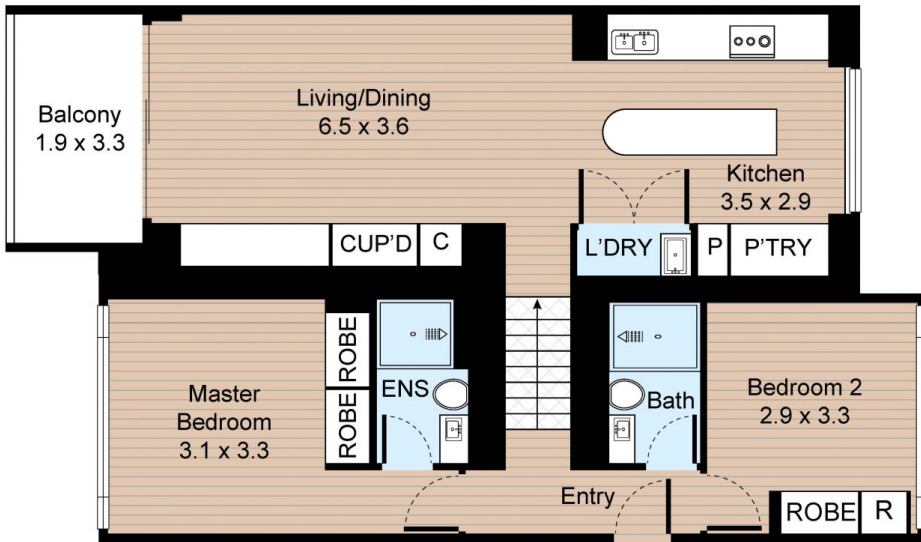 Balcony
1.9 x 3.3
Living/Dining
6.5 x 3.6
Kitchen
3.5 x 2.9
CUP'D
C
L'DRY
P
P'TRY
Master
Bedroom
3.1 x 3.3
ROBE
ROBE
ENS
Bath
Bedroom 2
2.9 x 3.3
Entry
ROBE
R